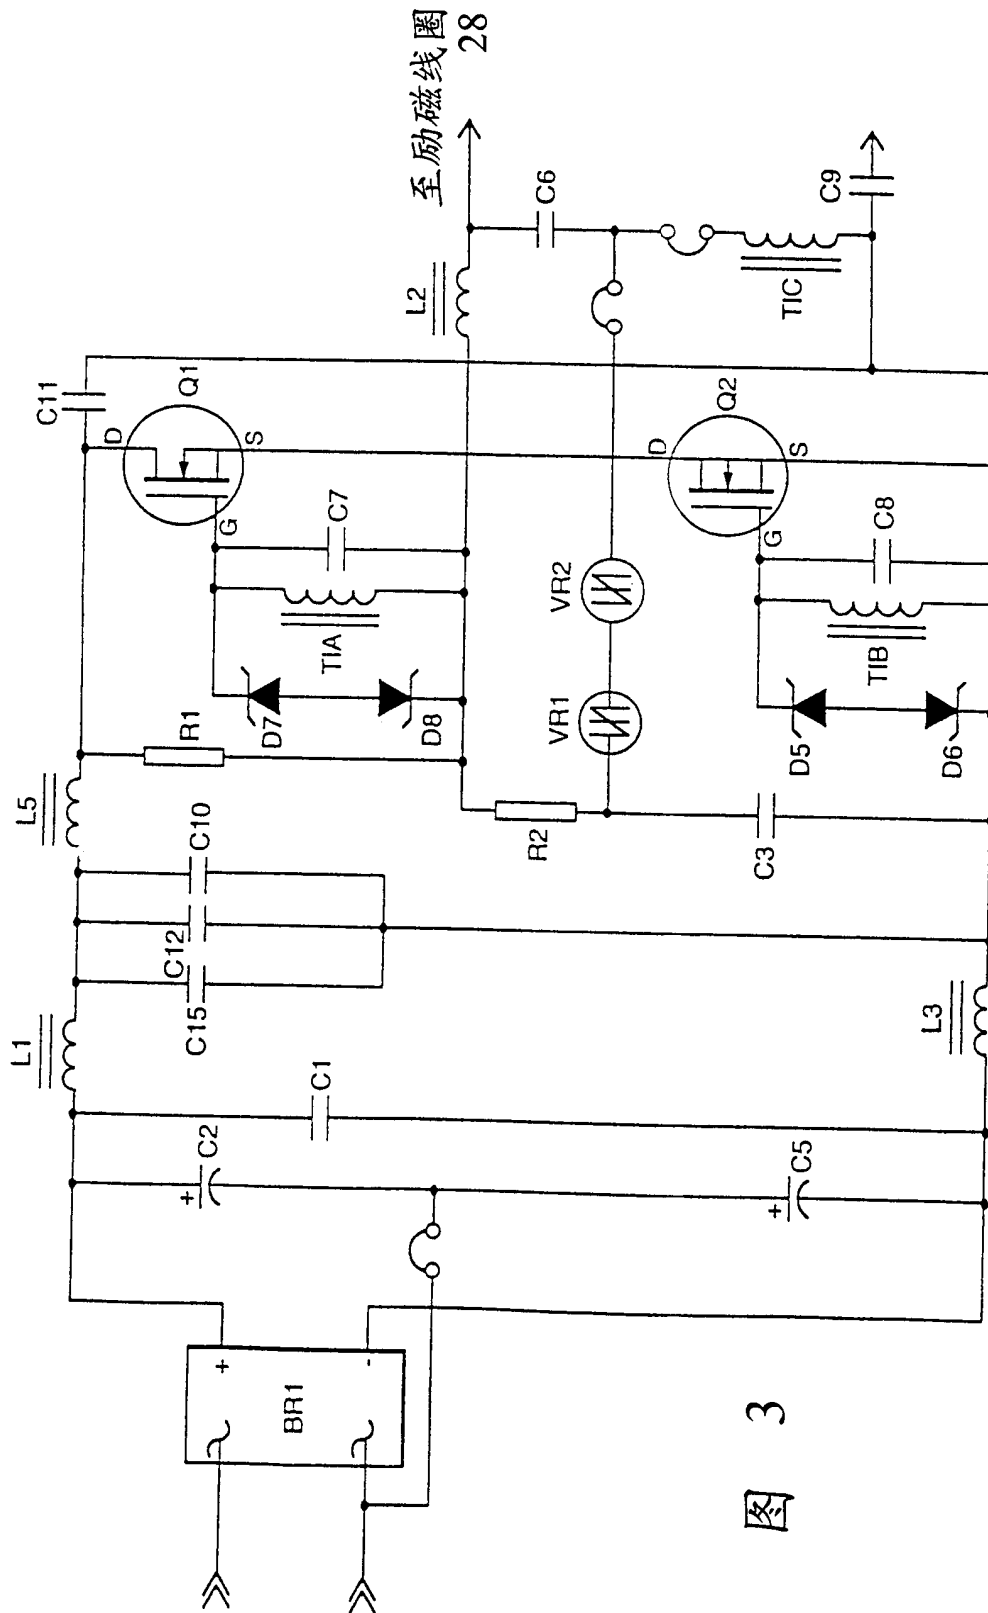 至励磁线圈
28
C11
D
Q1
S
G
L2
C6
C9
TIC
C7
TIA
D7
D8
R1
L5
VR2
VR1
Q2
D
S
G
C8
TIB
D5
D6
R2
C3
C10
C12
C15
L1
L3
C1
+
C2
+
C5
+
-
BR1
图 3